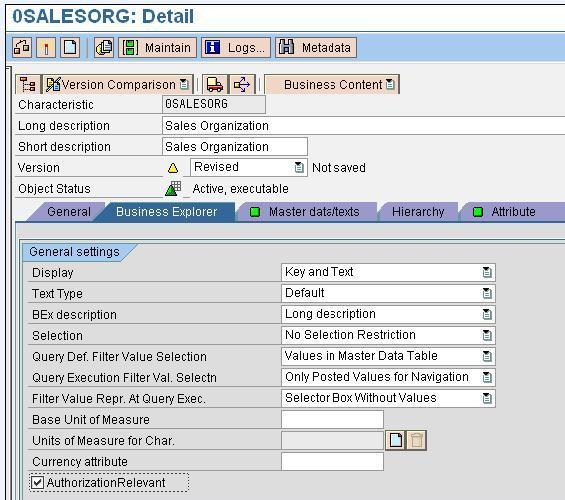 0SALESORG: Detail
Maintain Logs... Metadata
Version Comparison Business Content
Characteristic 0SALESORG
Long description Sales Organization
Short description Sales Organization
Version Revised Not saved
Object Status Active, executable
General Business Explorer Master data/texts Hierarchy Attribute
General settings
Display Key and Text
Text Type Default
BEx description Long description
Selection No Selection Restriction
Query Def. Filter Value Selection Values in Master Data Table
Query Execution Filter Val. Selectn Only Posted Values for Navigation
Filter Value Repr. At Query Exec. Selector Box Without Values
Base Unit of Measure
Units of Measure for Char.
Currency attribute
AuthorizationRelevant